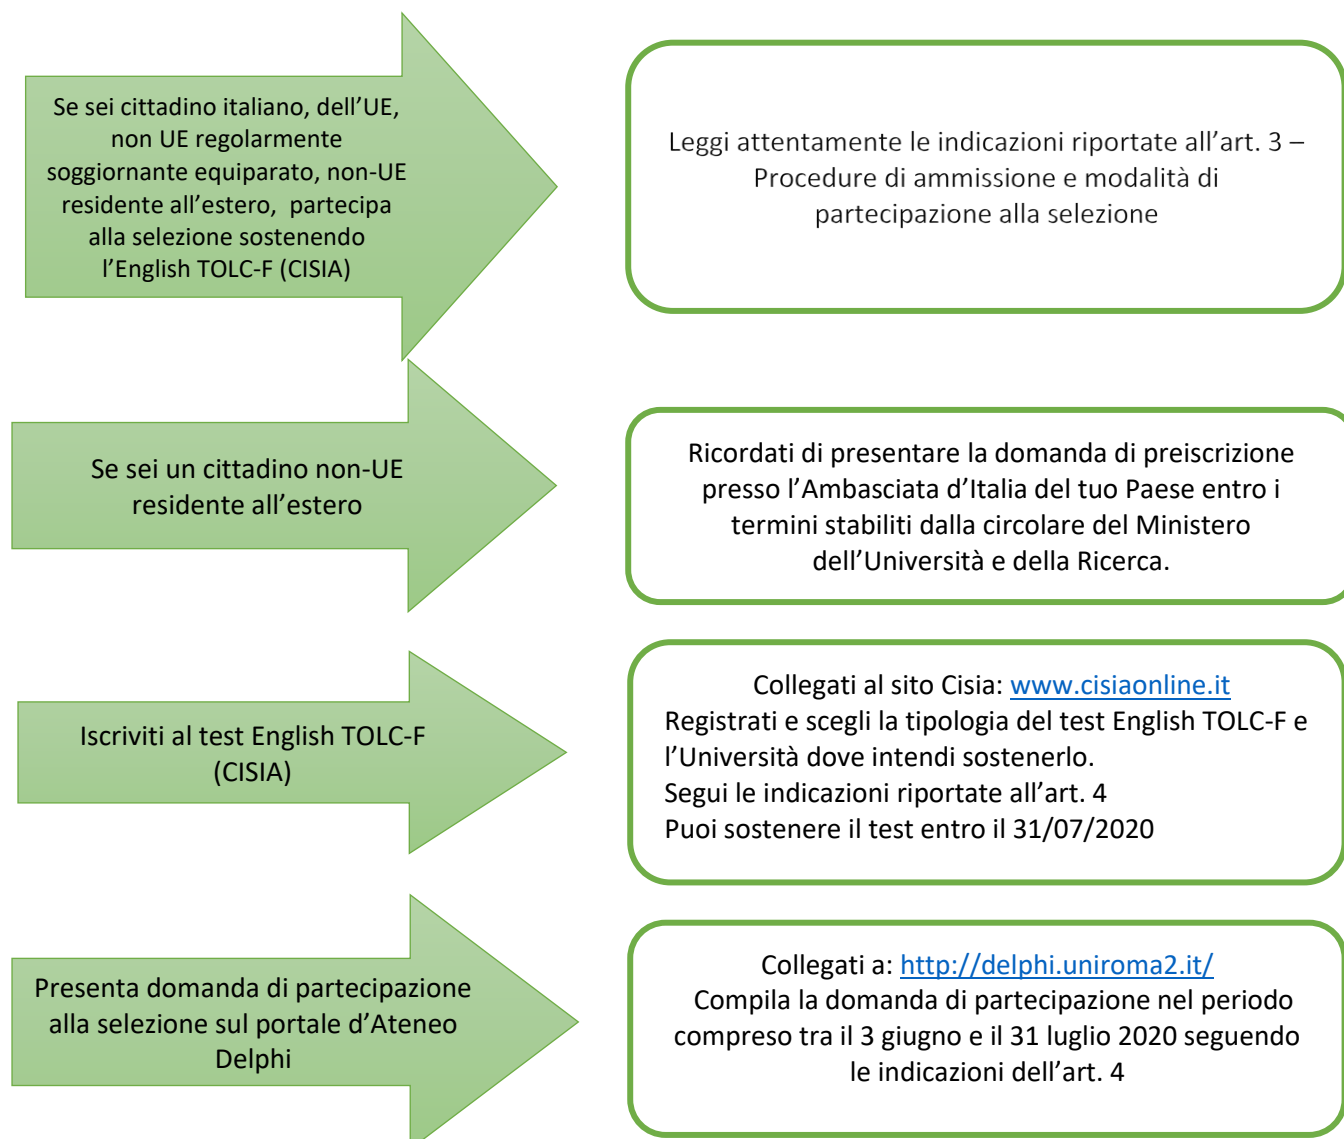 Se sei cittadino italiano, dell’UE,
non UE regolarmente
soggiornante equiparato, non-UE
residente all’estero, partecipa
alla selezione sostenendo
l’English TOLC-F (CISIA)
Leggi attentamente le indicazioni riportate all’art. 3 –
Procedure di ammissione e modalità di
partecipazione alla selezione
Se sei un cittadino non-UE
residente all’estero
Ricordati di presentare la domanda di preiscrizione
presso l’Ambasciata d’Italia del tuo Paese entro i
termini stabiliti dalla circolare del Ministero
dell’Università e della Ricerca.
Iscriviti al test English TOLC-F
(CISIA)
Collegati al sito Cisia: www.cisiaonline.it
Registrati e scegli la tipologia del test English TOLC-F e
l’Università dove intendi sostenerlo.
Segui le indicazioni riportate all’art. 4
Puoi sostenere il test entro il 31/07/2020
Presenta domanda di partecipazione
alla selezione sul portale d’Ateneo
Delphi
Collegati a: http://delphi.uniroma2.it/
Compila la domanda di partecipazione nel periodo
compreso tra il 3 giugno e il 31 luglio 2020 seguendo
le indicazioni dell’art. 4